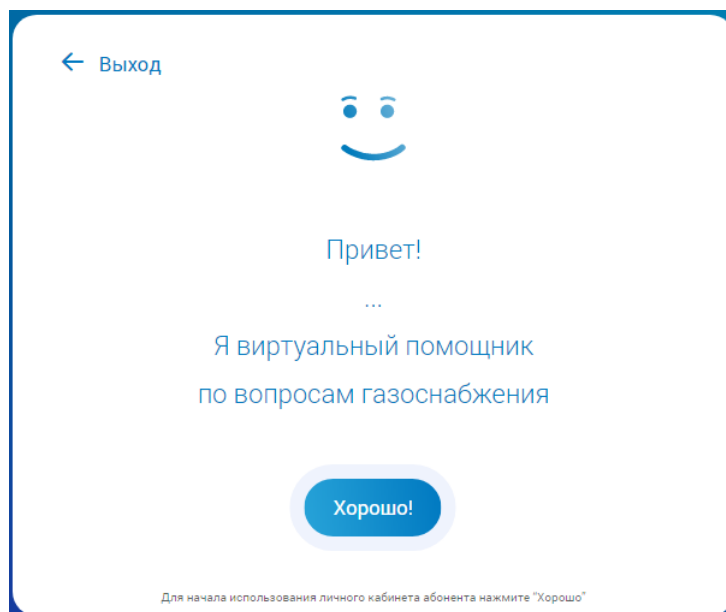 Выход
Привет!
...
Я виртуальный помощник
по вопросам газоснабжения
Хорошо!
Для начала использования личного кабинета абонента нажмите "Хорошо"